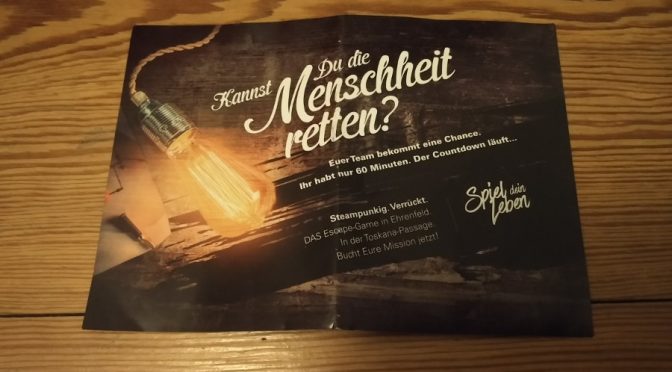 Kannst Du die
Menschheit
retten?
Euer Team bekommt eine Chance.
Ihr habt nur 60 Minuten. Der Countdown läuft...
Steampunkig. Verrückt.
DAS Escape-Game in Ehrenfeld.
In der Toskana-Passage.
Bucht Eure Mission jetzt!
Spiel dein
Leben